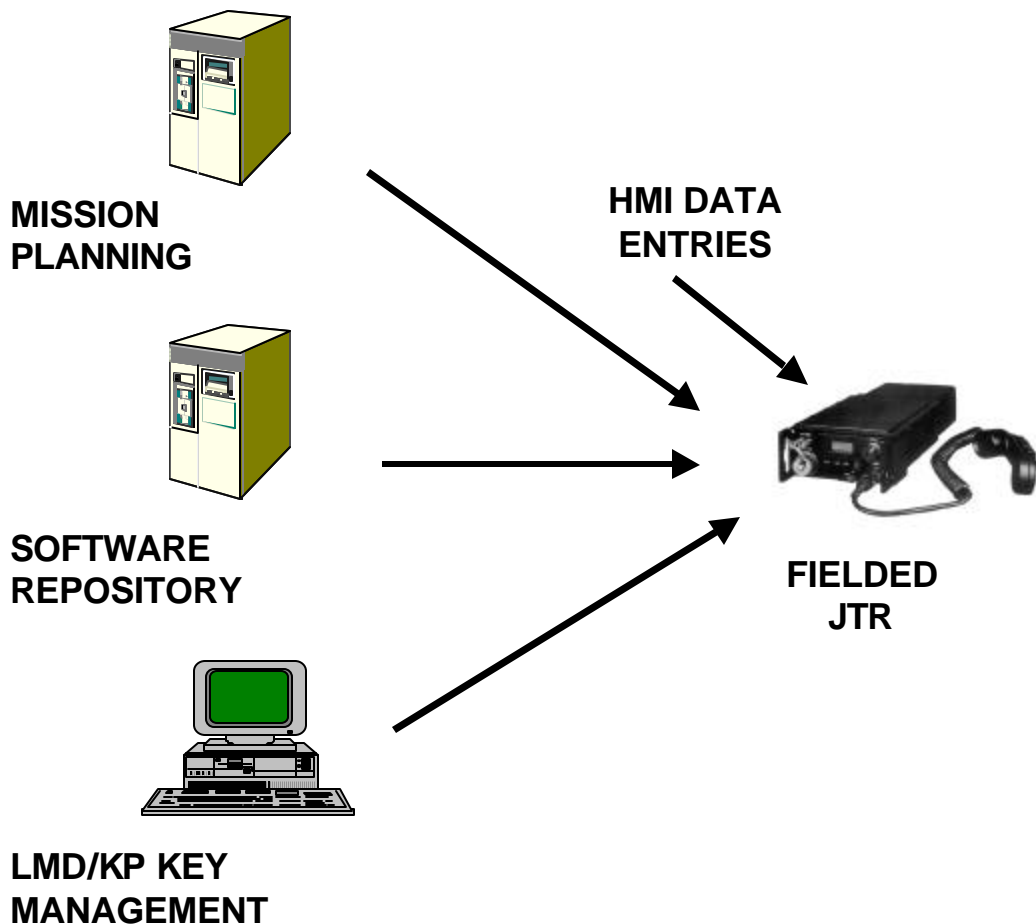 MISSION
PLANNING
HMI DATA
ENTRIES
SOFTWARE
REPOSITORY
FIELDED
JTR
LMD/KP KEY
MANAGEMENT